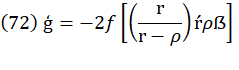 (72) ģ = −2f [(r / (r − ρ)) ŕρß]